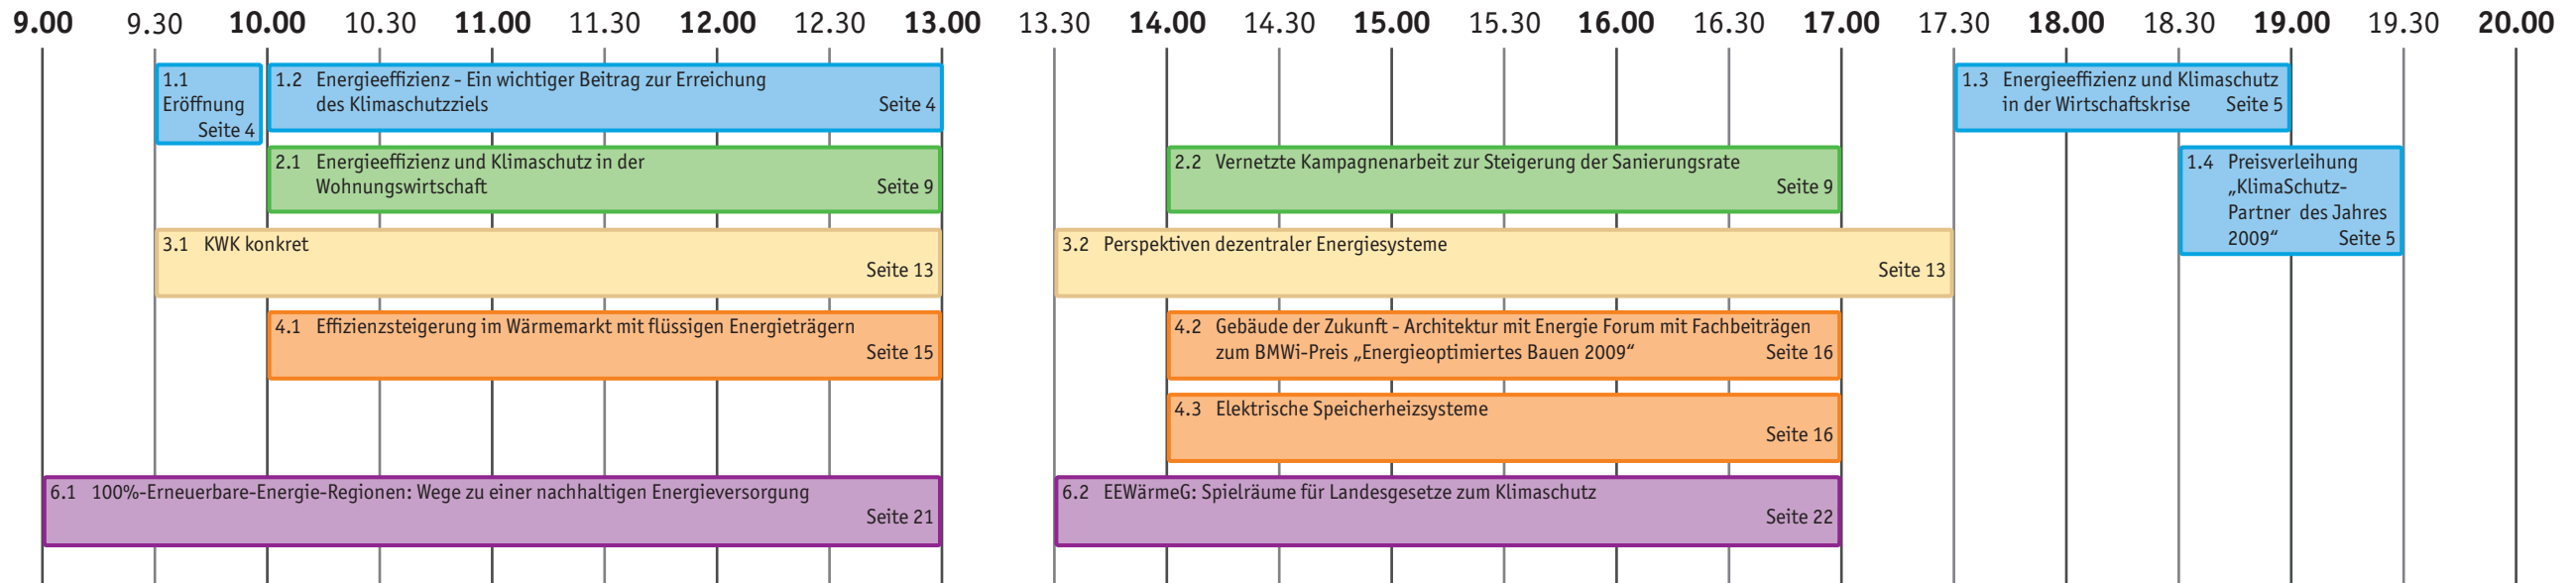 9.00 9.30 10.00 10.30 11.00 11.30 12.00 12.30 13.00 13.30 14.00 14.30 15.00 15.30 16.00 16.30 17.00 17.30 18.00 18.30 19.00 19.30 20.00
1.1
Eröffnung
Seite 4
1.2 Energieeffizienz - Ein wichtiger Beitrag zur Erreichung
des Klimaschutzziels Seite 4
1.3 Energieeffizienz und Klimaschutz
in der Wirtschaftskrise Seite 5
2.1 Energieeffizienz und Klimaschutz in der
Wohnungswirtschaft Seite 9
2.2 Vernetzte Kampagnenarbeit zur Steigerung der Sanierungsrate
Seite 9
1.4 Preisverleihung
„KlimaSchutz-
Partner des Jahres
2009“ Seite 5
3.1 KWK konkret
Seite 13
3.2 Perspektiven dezentraler Energiesysteme
Seite 13
4.1 Effizienzsteigerung im Wärmemarkt mit flüssigen Energieträgern
Seite 15
4.2 Gebäude der Zukunft - Architektur mit Energie Forum mit Fachbeiträgen
zum BMWi-Preis „Energieoptimiertes Bauen 2009“ Seite 16
4.3 Elektrische Speicherheizsysteme
Seite 16
6.1 100%-Erneuerbare-Energie-Regionen: Wege zu einer nachhaltigen Energieversorgung
Seite 21
6.2 EEWärmeG: Spielräume für Landesgesetze zum Klimaschutz
Seite 22